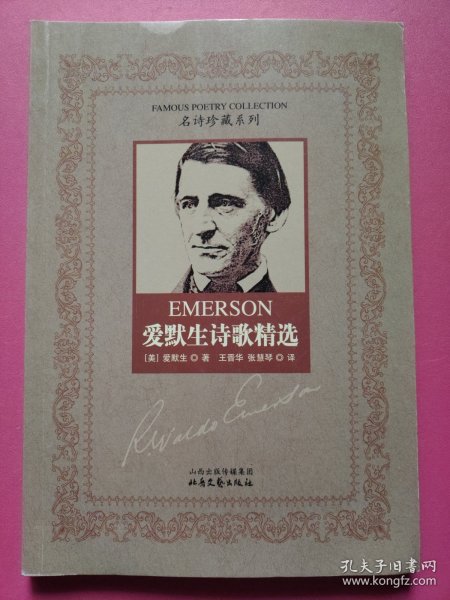 FAMOUS POETRY COLLECTION
名诗珍藏系列
EMERSON
爱默生诗歌精选
[美] 爱默生◎著 王晋华 张慧琴◎译
R. Waldo Emerson
山西出版传媒集团
北岳文艺出版社
孔夫子旧书网
www.kongfz.com